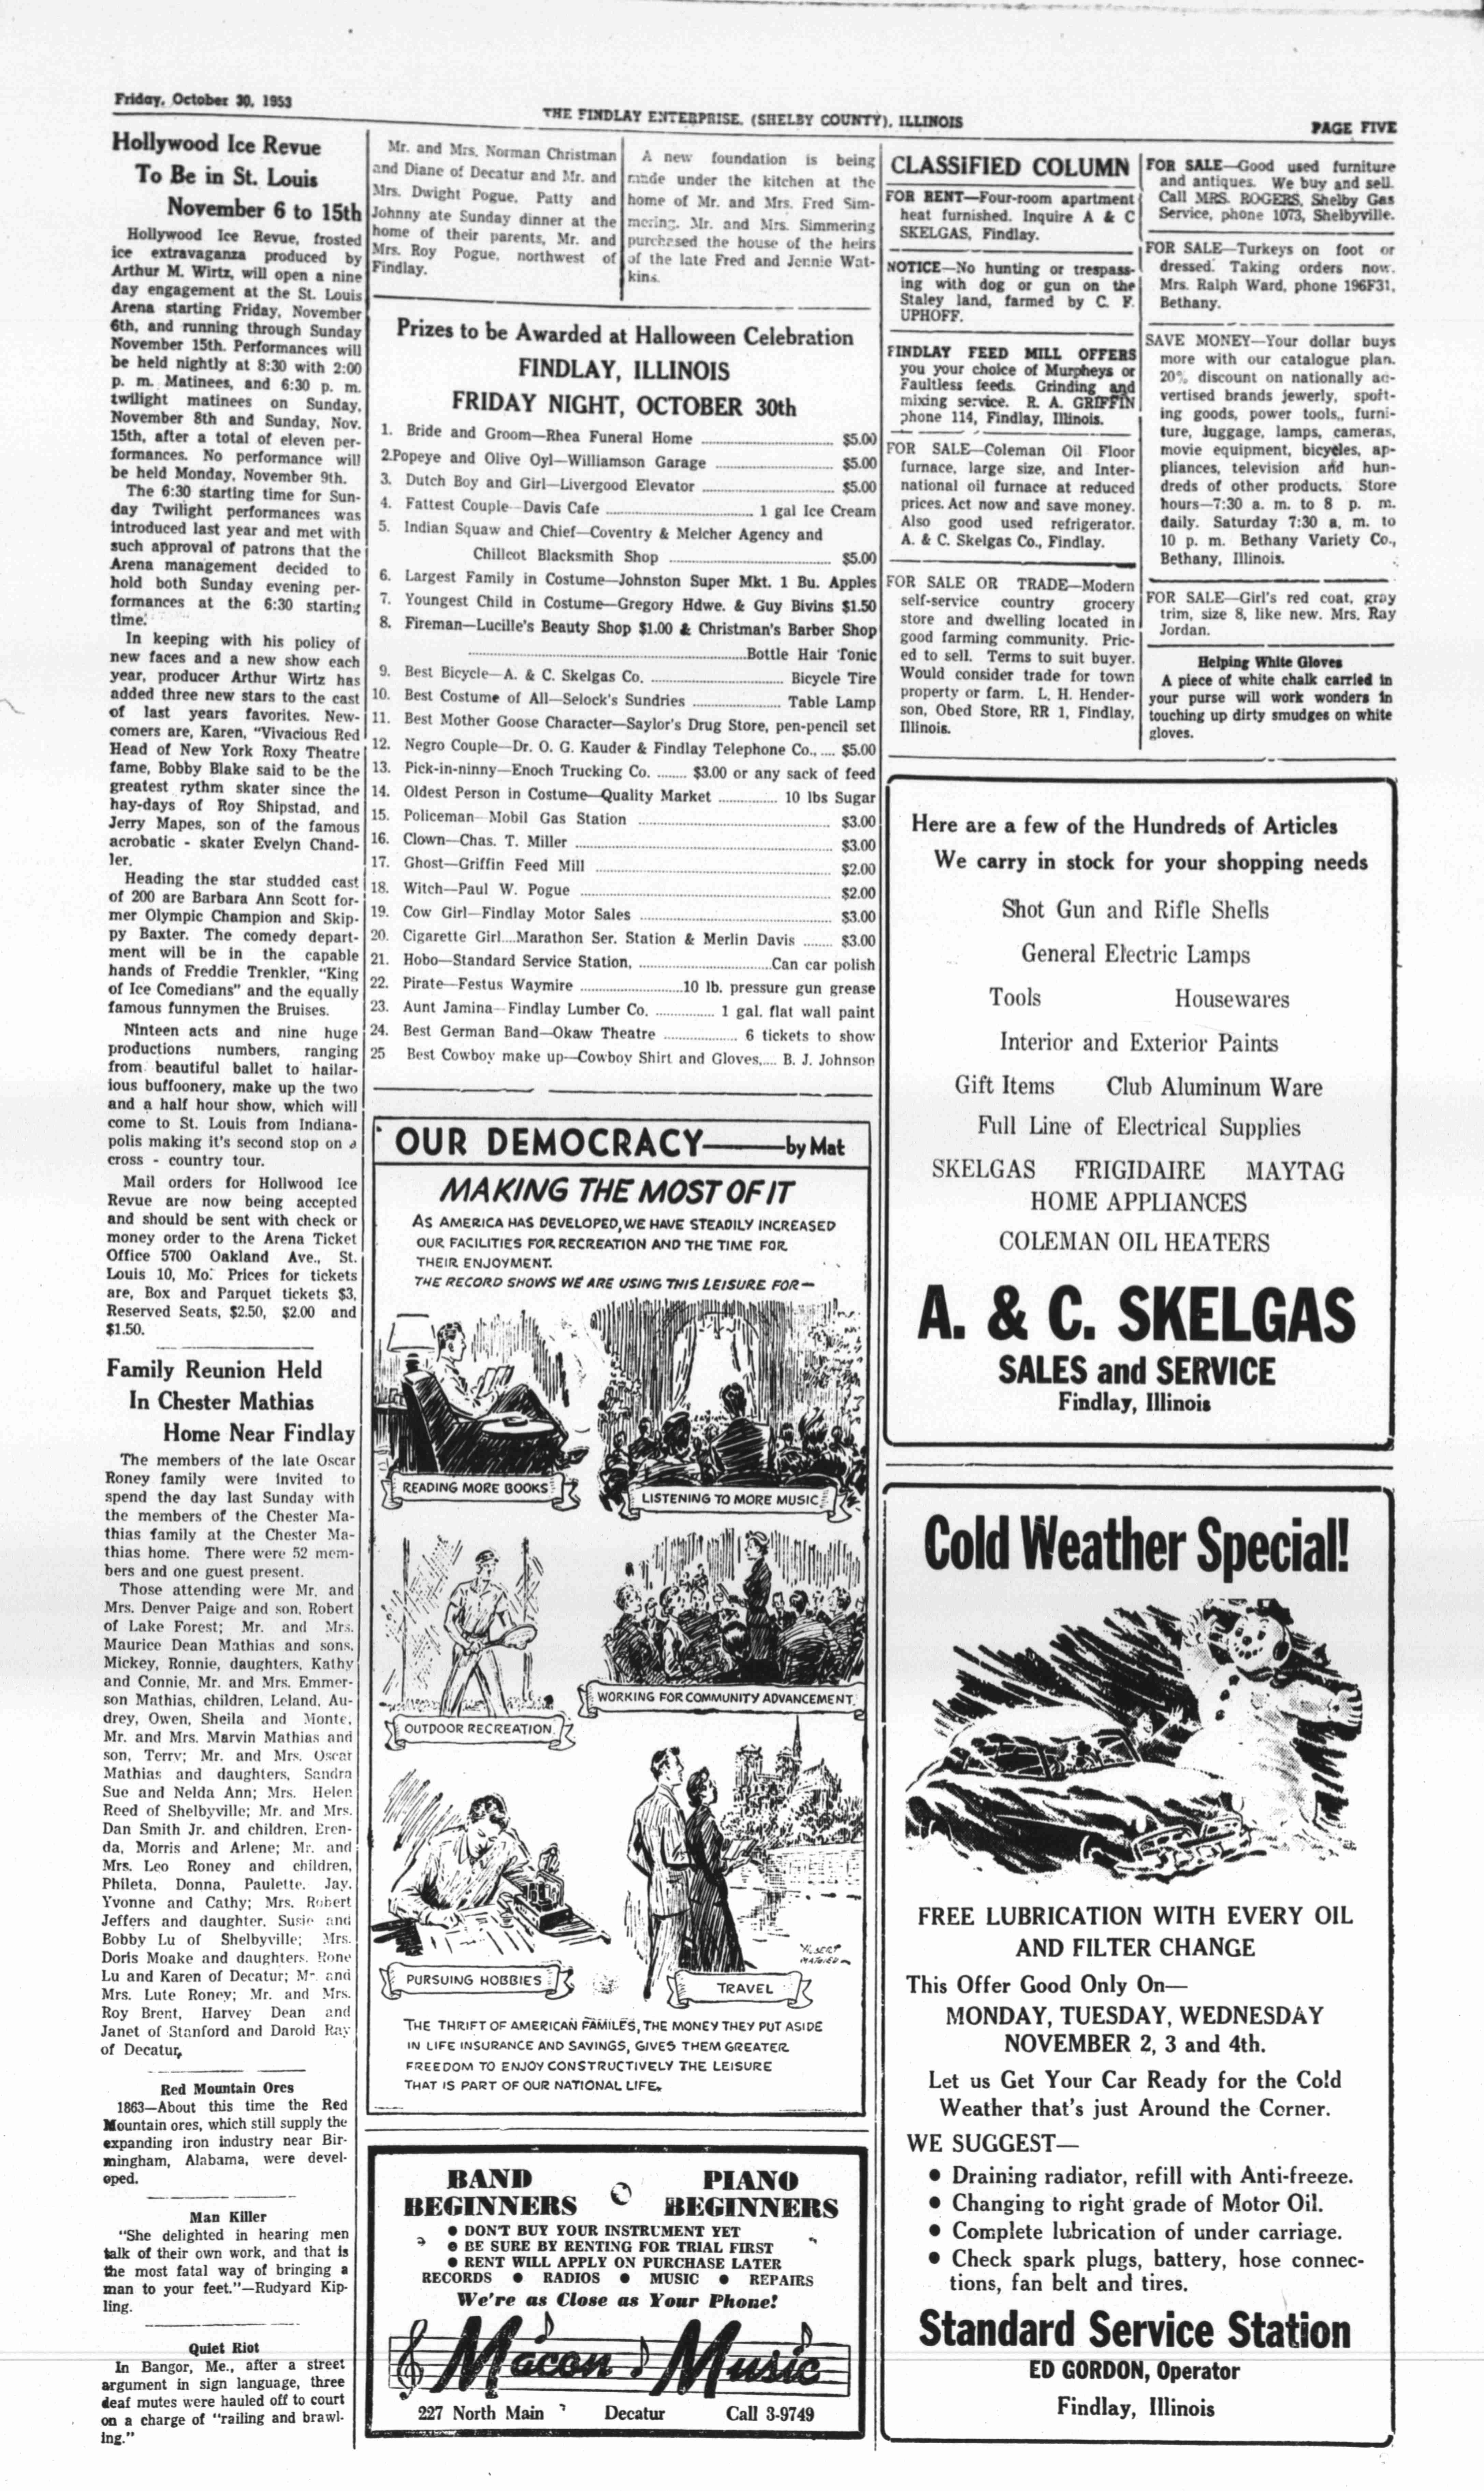 Friday, October 30, 1953
THE FINDLAY ENTERPRISE, (SHELBY COUNTY), ILLINOIS
PAGE FIVE
Hollywood Ice Revue
To Be in St. Louis
November 6 to 15th
Hollywood Ice Revue, frosted
ice extravaganza produced by
Arthur M. Wirtz, will open a nine
day engagement at the St. Louis
Arena starting Friday, November
6th, and running through Sunday
November 15th. Performances will
be held nightly at 8:30 with 2:00
p. m. Matinees, and 6:30 p. m.
twilight matinees on Sunday,
November 8th and Sunday, Nov.
15th, after a total of eleven per-
formances. No performance will
be held Monday, November 9th.
The 6:30 starting time for Sun-
day Twilight performances was
introduced last year and met with
such approval of patrons that the
Arena management decided to
hold both Sunday evening per-
formances at the 6:30 starting
time.
In keeping with his policy of
new faces and a new show each
year, producer Arthur Wirtz has
added three new stars to the cast
of last years favorites. New-
comers are, Karen, "Vivacious Red
Head of New York Roxy Theatre
fame, Bobby Blake said to be the
greatest rythm skater since the
hay-days of Roy Shipstad, and
Jerry Mapes, son of the famous
acrobatic - skater Evelyn Chand-
ler.
Heading the star studded cast
of 200 are Barbara Ann Scott for-
mer Olympic Champion and Skip-
py Baxter. The comedy depart-
ment will be in the capable
hands of Freddie Trenkler, "King
of Ice Comedians" and the equally
famous funnymen the Bruises.
Ninteen acts and nine huge
productions numbers, ranging
from beautiful ballet to hailar-
ious buffoonery, make up the two
and a half hour show, which will
come to St. Louis from Indiana-
polis making it's second stop on a
cross - country tour.
Mail orders for Hollwood Ice
Revue are now being accepted
and should be sent with check or
money order to the Arena Ticket
Office 5700 Oakland Ave., St.
Louis 10, Mo. Prices for tickets
are, Box and Parquet tickets $3,
Reserved Seats, $2.50, $2.00 and
$1.50.
Family Reunion Held
In Chester Mathias
Home Near Findlay
The members of the late Oscar
Roney family were invited to
spend the day last Sunday with
the members of the Chester Ma-
thias family at the Chester Ma-
thias home. There were 52 mem-
bers and one guest present.
Those attending were Mr. and
Mrs. Denver Paige and son, Robert
of Lake Forest; Mr. and Mrs.
Maurice Dean Mathias and sons,
Mickey, Ronnie, daughters, Kathy
and Connie, Mr. and Mrs. Emmer-
son Mathias, children, Leland, Au-
drey, Owen, Sheila and Monte,
Mr. and Mrs. Marvin Mathias and
son, Terry; Mr. and Mrs. Oscar
Mathias and daughters, Sandra
Sue and Nelda Ann; Mrs. Helen
Reed of Shelbyville; Mr. and Mrs.
Dan Smith Jr. and children, Bren-
da, Morris and Arlene; Mr. and
Mrs. Leo Roney and children,
Phileta, Donna, Paulette, Jay,
Yvonne and Cathy; Mrs. Robert
Jeffers and daughter, Susie and
Bobby Lu of Shelbyville; Mrs.
Doris Moake and daughters, Rone
Lu and Karen of Decatur; Mr. and
Mrs. Lute Roney; Mr. and Mrs.
Roy Brent, Harvey Dean and
Janet of Stanford and Darold Ray
of Decatur.
Red Mountain Ores
1863—About this time the Red
Mountain ores, which still supply the
expanding iron industry near Bir-
mingham, Alabama, were devel-
oped.
Man Killer
"She delighted in hearing men
talk of their own work, and that is
the most fatal way of bringing a
man to your feet."—Rudyard Kip-
ling.
Quiet Riot
In Bangor, Me., after a street
argument in sign language, three
deaf mutes were hauled off to court
on a charge of "railing and brawl-
ing."
Mr. and Mrs. Norman Christman
and Diane of Decatur and Mr. and
Mrs. Dwight Pogue, Patty and
Johnny ate Sunday dinner at the
home of their parents, Mr. and
Mrs. Roy Pogue, northwest of
Findlay.
A new foundation is being
made under the kitchen at the
home of Mr. and Mrs. Fred Sim-
mering. Mr. and Mrs. Simmering
purchased the house of the heirs
of the late Fred and Jennie Wat-
kins.
Prizes to be Awarded at Halloween Celebration
FINDLAY, ILLINOIS
FRIDAY NIGHT, OCTOBER 30th
1. Bride and Groom—Rhea Funeral Home ........ $5.00
2.Popeye and Olive Oyl—Williamson Garage ........ $5.00
3. Dutch Boy and Girl—Livergood Elevator ........ $5.00
4. Fattest Couple—Davis Cafe ........ 1 gal Ice Cream
5. Indian Squaw and Chief—Coventry & Melcher Agency and
Chillcot Blacksmith Shop ........ $5.00
6. Largest Family in Costume—Johnston Super Mkt. 1 Bu. Apples
7. Youngest Child in Costume—Gregory Hdwe. & Guy Bivins $1.50
8. Fireman—Lucille's Beauty Shop $1.00 & Christman's Barber Shop
........Bottle Hair Tonic
9. Best Bicycle—A. & C. Skelgas Co. ........ Bicycle Tire
10. Best Costume of All—Selock's Sundries ........ Table Lamp
11. Best Mother Goose Character—Saylor's Drug Store, pen-pencil set
12. Negro Couple—Dr. O. G. Kauder & Findlay Telephone Co., .... $5.00
13. Pick-in-ninny—Enoch Trucking Co. ........ $3.00 or any sack of feed
14. Oldest Person in Costume—Quality Market ........ 10 lbs Sugar
15. Policeman—Mobil Gas Station ........ $3.00
16. Clown—Chas. T. Miller ........ $3.00
17. Ghost—Griffin Feed Mill ........ $2.00
18. Witch—Paul W. Pogue ........ $2.00
19. Cow Girl—Findlay Motor Sales ........ $3.00
20. Cigarette Girl....Marathon Ser. Station & Merlin Davis ........ $3.00
21. Hobo—Standard Service Station, ........Can car polish
22. Pirate—Festus Waymire ........10 lb. pressure gun grease
23. Aunt Jamina—Findlay Lumber Co. ........ 1 gal. flat wall paint
24. Best German Band—Okaw Theatre ........ 6 tickets to show
25 Best Cowboy make up—Cowboy Shirt and Gloves,.... B. J. Johnson
OUR DEMOCRACY——by Mat
MAKING THE MOST OF IT
AS AMERICA HAS DEVELOPED, WE HAVE STEADILY INCREASED
OUR FACILITIES FOR RECREATION AND THE TIME FOR
THEIR ENJOYMENT.
THE RECORD SHOWS WE ARE USING THIS LEISURE FOR—
READING MORE BOOKS
LISTENING TO MORE MUSIC
OUTDOOR RECREATION
WORKING FOR COMMUNITY ADVANCEMENT
PURSUING HOBBIES
TRAVEL
THE THRIFT OF AMERICAN FAMILES, THE MONEY THEY PUT ASIDE
IN LIFE INSURANCE AND SAVINGS, GIVES THEM GREATER
FREEDOM TO ENJOY CONSTRUCTIVELY THE LEISURE
THAT IS PART OF OUR NATIONAL LIFE.
BAND
BEGINNERS
PIANO
BEGINNERS
● DON'T BUY YOUR INSTRUMENT YET
● BE SURE BY RENTING FOR TRIAL FIRST
● RENT WILL APPLY ON PURCHASE LATER
RECORDS ● RADIOS ● MUSIC ● REPAIRS
We're as Close as Your Phone!
Macon Music
227 North Main Decatur Call 3-9749
CLASSIFIED COLUMN
FOR RENT—Four-room apartment
heat furnished. Inquire A & C
SKELGAS, Findlay.
NOTICE—No hunting or trespass-
ing with dog or gun on the
Staley land, farmed by C. F.
UPHOFF.
FINDLAY FEED MILL OFFERS
you your choice of Murpheys or
Faultless feeds. Grinding and
mixing service. R. A. GRIFFIN
phone 114, Findlay, Illinois.
FOR SALE—Coleman Oil Floor
furnace, large size, and Inter-
national oil furnace at reduced
prices. Act now and save money.
Also good used refrigerator.
A. & C. Skelgas Co., Findlay.
FOR SALE OR TRADE—Modern
self-service country grocery
store and dwelling located in
good farming community. Pric-
ed to sell. Terms to suit buyer.
Would consider trade for town
property or farm. L. H. Hender-
son, Obed Store, RR 1, Findlay,
Illinois.
FOR SALE—Good used furniture
and antiques. We buy and sell.
Call MRS. ROGERS, Shelby Gas
Service, phone 1073, Shelbyville.
FOR SALE—Turkeys on foot or
dressed. Taking orders now.
Mrs. Ralph Ward, phone 196F31,
Bethany.
SAVE MONEY—Your dollar buys
more with our catalogue plan.
20% discount on nationally ad-
vertised brands jewerly, sport-
ing goods, power tools,, furni-
ture, luggage, lamps, cameras,
movie equipment, bicycles, ap-
pliances, television and hun-
dreds of other products. Store
hours—7:30 a. m. to 8 p. m.
daily. Saturday 7:30 a. m. to
10 p. m. Bethany Variety Co.,
Bethany, Illinois.
FOR SALE—Girl's red coat, gray
trim, size 8, like new. Mrs. Ray
Jordan.
Helping White Gloves
A piece of white chalk carried in
your purse will work wonders in
touching up dirty smudges on white
gloves.
Here are a few of the Hundreds of Articles
We carry in stock for your shopping needs
Shot Gun and Rifle Shells
General Electric Lamps
Tools Housewares
Interior and Exterior Paints
Gift Items Club Aluminum Ware
Full Line of Electrical Supplies
SKELGAS FRIGIDAIRE MAYTAG
HOME APPLIANCES
COLEMAN OIL HEATERS
A. & C. SKELGAS
SALES and SERVICE
Findlay, Illinois
Cold Weather Special!
FREE LUBRICATION WITH EVERY OIL
AND FILTER CHANGE
This Offer Good Only On—
MONDAY, TUESDAY, WEDNESDAY
NOVEMBER 2, 3 and 4th.
Let us Get Your Car Ready for the Cold
Weather that's just Around the Corner.
WE SUGGEST—
● Draining radiator, refill with Anti-freeze.
● Changing to right grade of Motor Oil.
● Complete lubrication of under carriage.
● Check spark plugs, battery, hose connec-
tions, fan belt and tires.
Standard Service Station
ED GORDON, Operator
Findlay, Illinois